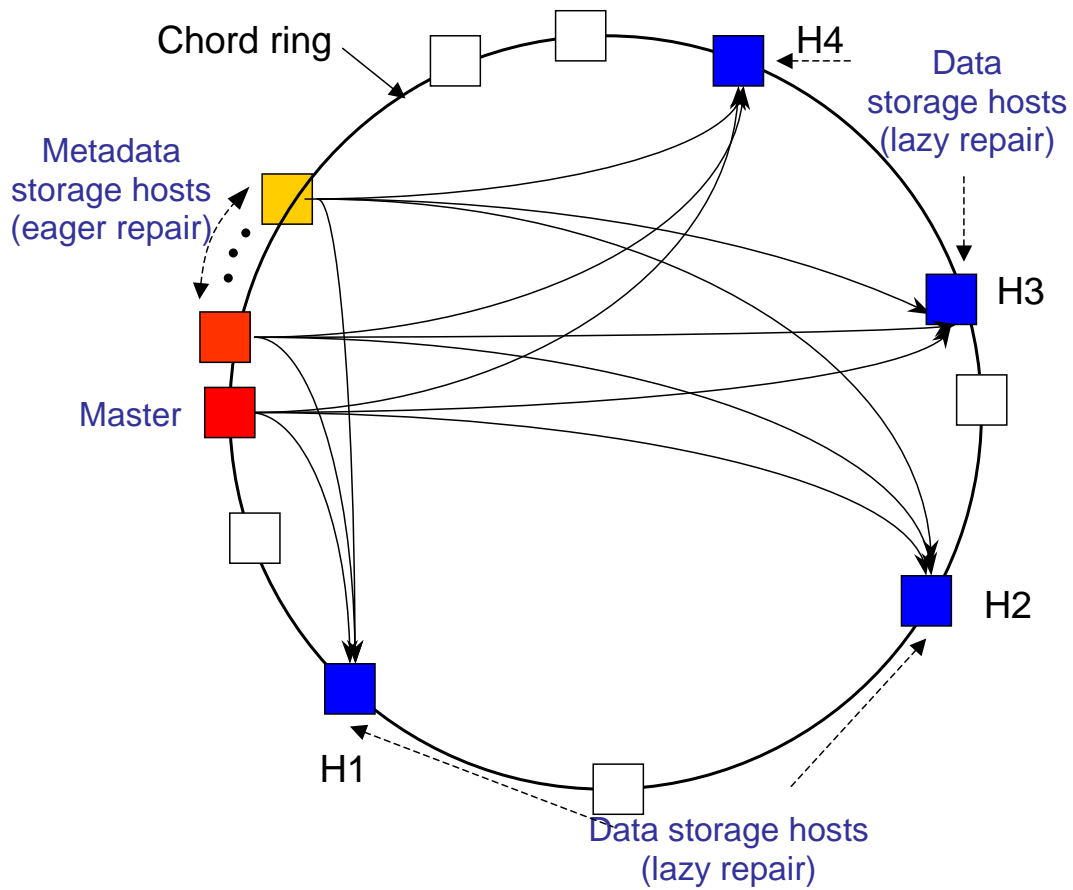 Chord ring
H4
Data
storage hosts
(lazy repair)
Metadata
storage hosts
(eager repair)
H3
Master
H2
H1
Data storage hosts
(lazy repair)